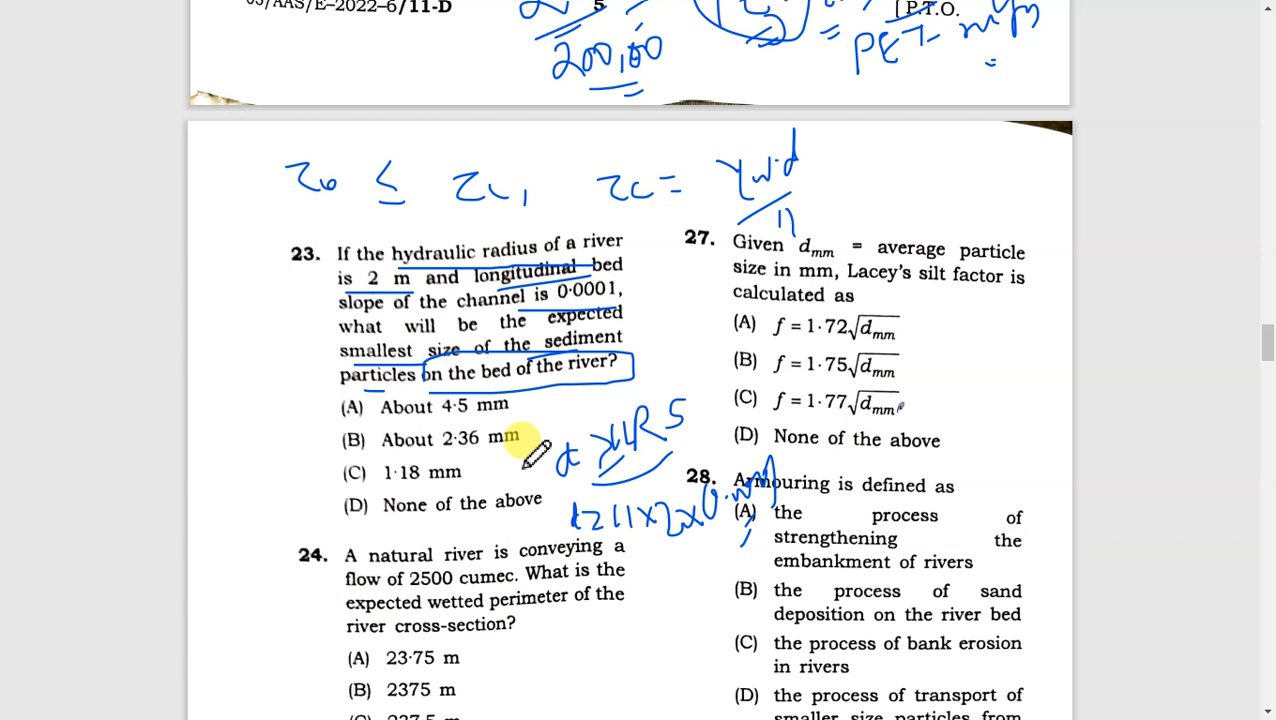 03/AAS/E-2022-6/11-D
5
[ P.T.O.
200,00
PET-
τ₀ ≤ τc, τc = γw.d/11
23. If the hydraulic radius of a river
is 2 m and longitudinal bed
slope of the channel is 0·0001,
what will be the expected
smallest size of the sediment
particles on the bed of the river?
(A) About 4·5 mm
(B) About 2·36 mm
(C) 1·18 mm
(D) None of the above
d 11RS
d ≥ 11×2×
24. A natural river is conveying a
flow of 2500 cumec. What is the
expected wetted perimeter of the
river cross-section?
(A) 23·75 m
(B) 2375 m
(C) 237·5 m
27. Given dmm = average particle
size in mm, Lacey's silt factor is
calculated as
(A) f = 1·72√dmm
(B) f = 1·75√dmm
(C) f = 1·77√dmm
(D) None of the above
28. Armouring is defined as
(A) the process of
strengthening the
embankment of rivers
(B) the process of sand
deposition on the river bed
(C) the process of bank erosion
in rivers
(D) the process of transport of
smaller size particles from